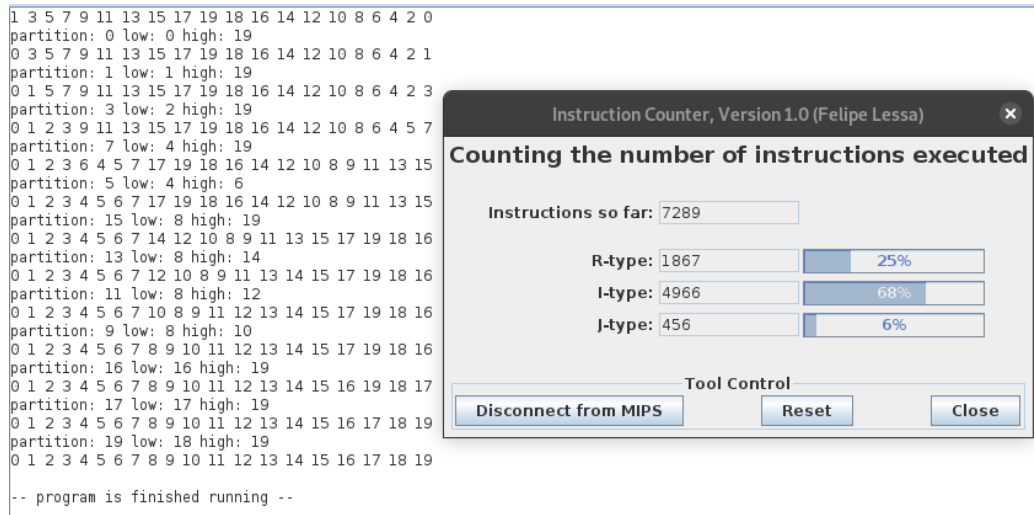 1 3 5 7 9 11 13 15 17 19 18 16 14 12 10 8 6 4 2 0
partition: 0 low: 0 high: 19
0 3 5 7 9 11 13 15 17 19 18 16 14 12 10 8 6 4 2 1
partition: 1 low: 1 high: 19
0 1 5 7 9 11 13 15 17 19 18 16 14 12 10 8 6 4 2 3
partition: 3 low: 2 high: 19
0 1 2 3 9 11 13 15 17 19 18 16 14 12 10 8 6 4 5 7
partition: 7 low: 4 high: 19
0 1 2 3 6 4 5 7 17 19 18 16 14 12 10 8 9 11 13 15
partition: 5 low: 4 high: 6
0 1 2 3 4 5 6 7 17 19 18 16 14 12 10 8 9 11 13 15
partition: 15 low: 8 high: 19
0 1 2 3 4 5 6 7 14 12 10 8 9 11 13 15 17 19 18 16
partition: 13 low: 8 high: 14
0 1 2 3 4 5 6 7 12 10 8 9 11 13 14 15 17 19 18 16
partition: 11 low: 8 high: 12
0 1 2 3 4 5 6 7 10 8 9 11 12 13 14 15 17 19 18 16
partition: 9 low: 8 high: 10
0 1 2 3 4 5 6 7 8 9 10 11 12 13 14 15 17 19 18 16
partition: 16 low: 16 high: 19
0 1 2 3 4 5 6 7 8 9 10 11 12 13 14 15 16 19 18 17
partition: 17 low: 17 high: 19
0 1 2 3 4 5 6 7 8 9 10 11 12 13 14 15 16 17 18 19
partition: 19 low: 18 high: 19
0 1 2 3 4 5 6 7 8 9 10 11 12 13 14 15 16 17 18 19
-- program is finished running --
Instruction Counter, Version 1.0 (Felipe Lessa)
Counting the number of instructions executed
Instructions so far: 7289
R-type: 1867 25%
I-type: 4966 68%
J-type: 456 6%
Tool Control
Disconnect from MIPS Reset Close